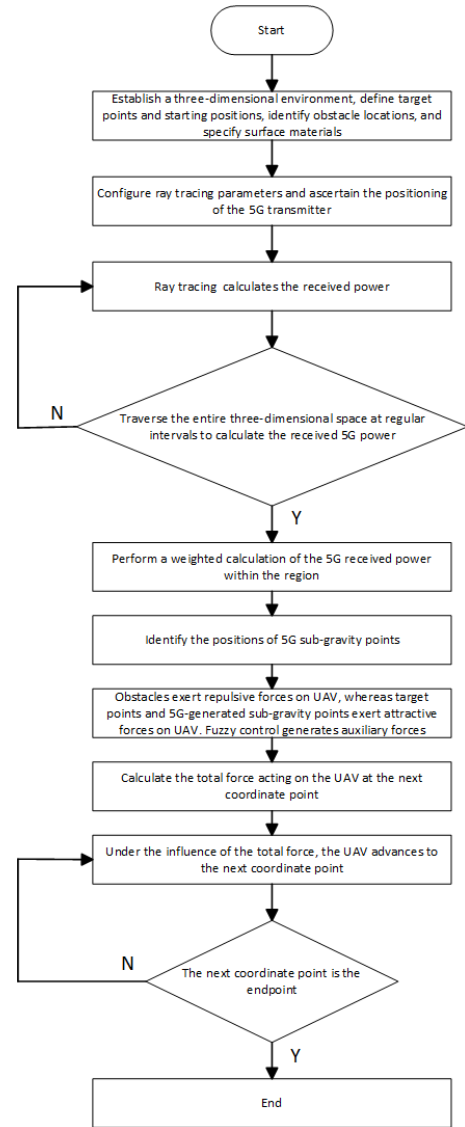 Start
Establish a three-dimensional environment, define target
points and starting positions, identify obstacle locations, and
specify surface materials
Configure ray tracing parameters and ascertain the positioning
of the 5G transmitter
Ray tracing calculates the received power
N
Traverse the entire three-dimensional space at regular
intervals to calculate the received 5G power
Y
Perform a weighted calculation of the 5G received power
within the region
Identify the positions of 5G sub-gravity points
Obstacles exert repulsive forces on UAV, whereas target
points and 5G-generated sub-gravity points exert attractive
forces on UAV. Fuzzy control generates auxiliary forces
Calculate the total force acting on the UAV at the next
coordinate point
Under the influence of the total force, the UAV advances to
the next coordinate point
N
The next coordinate point is the
endpoint
Y
End